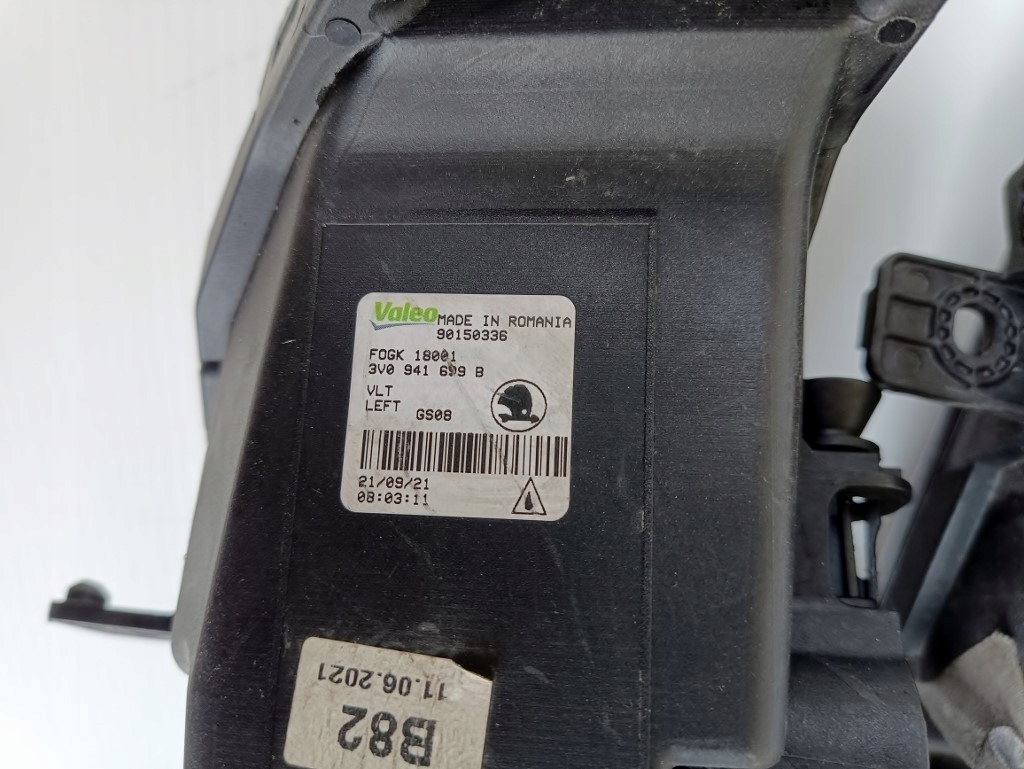 Valeo MADE IN ROMANIA
90150336
FOGK 18001
3V0 941 699 B
VLT
LEFT GS08
21/09/21
08:03:11
11.06.2021
B82